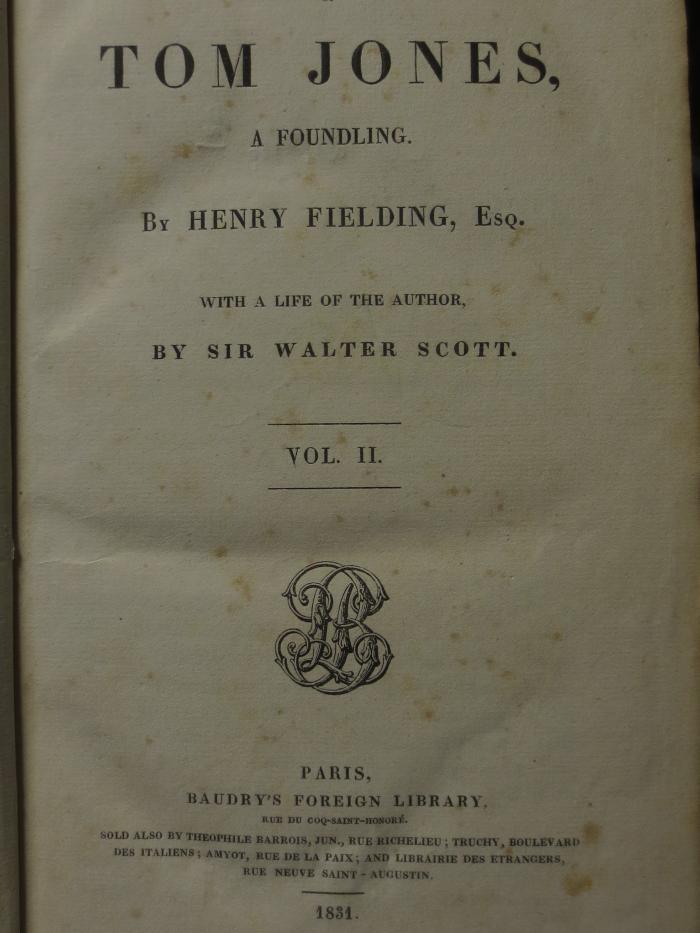 TOM JONES,
A FOUNDLING.
By HENRY FIELDING, Esq.
WITH A LIFE OF THE AUTHOR,
BY SIR WALTER SCOTT.
VOL. II.
PARIS,
BAUDRY'S FOREIGN LIBRARY,
RUE DU COQ-SAINT-HONORÉ.
SOLD ALSO BY THEOPHILE BARROIS, JUN., RUE RICHELIEU; TRUCHY, BOULEVARD
DES ITALIENS; AMYOT, RUE DE LA PAIX; AND LIBRAIRIE DES ETRANGERS,
RUE NEUVE SAINT-AUGUSTIN.
1831.